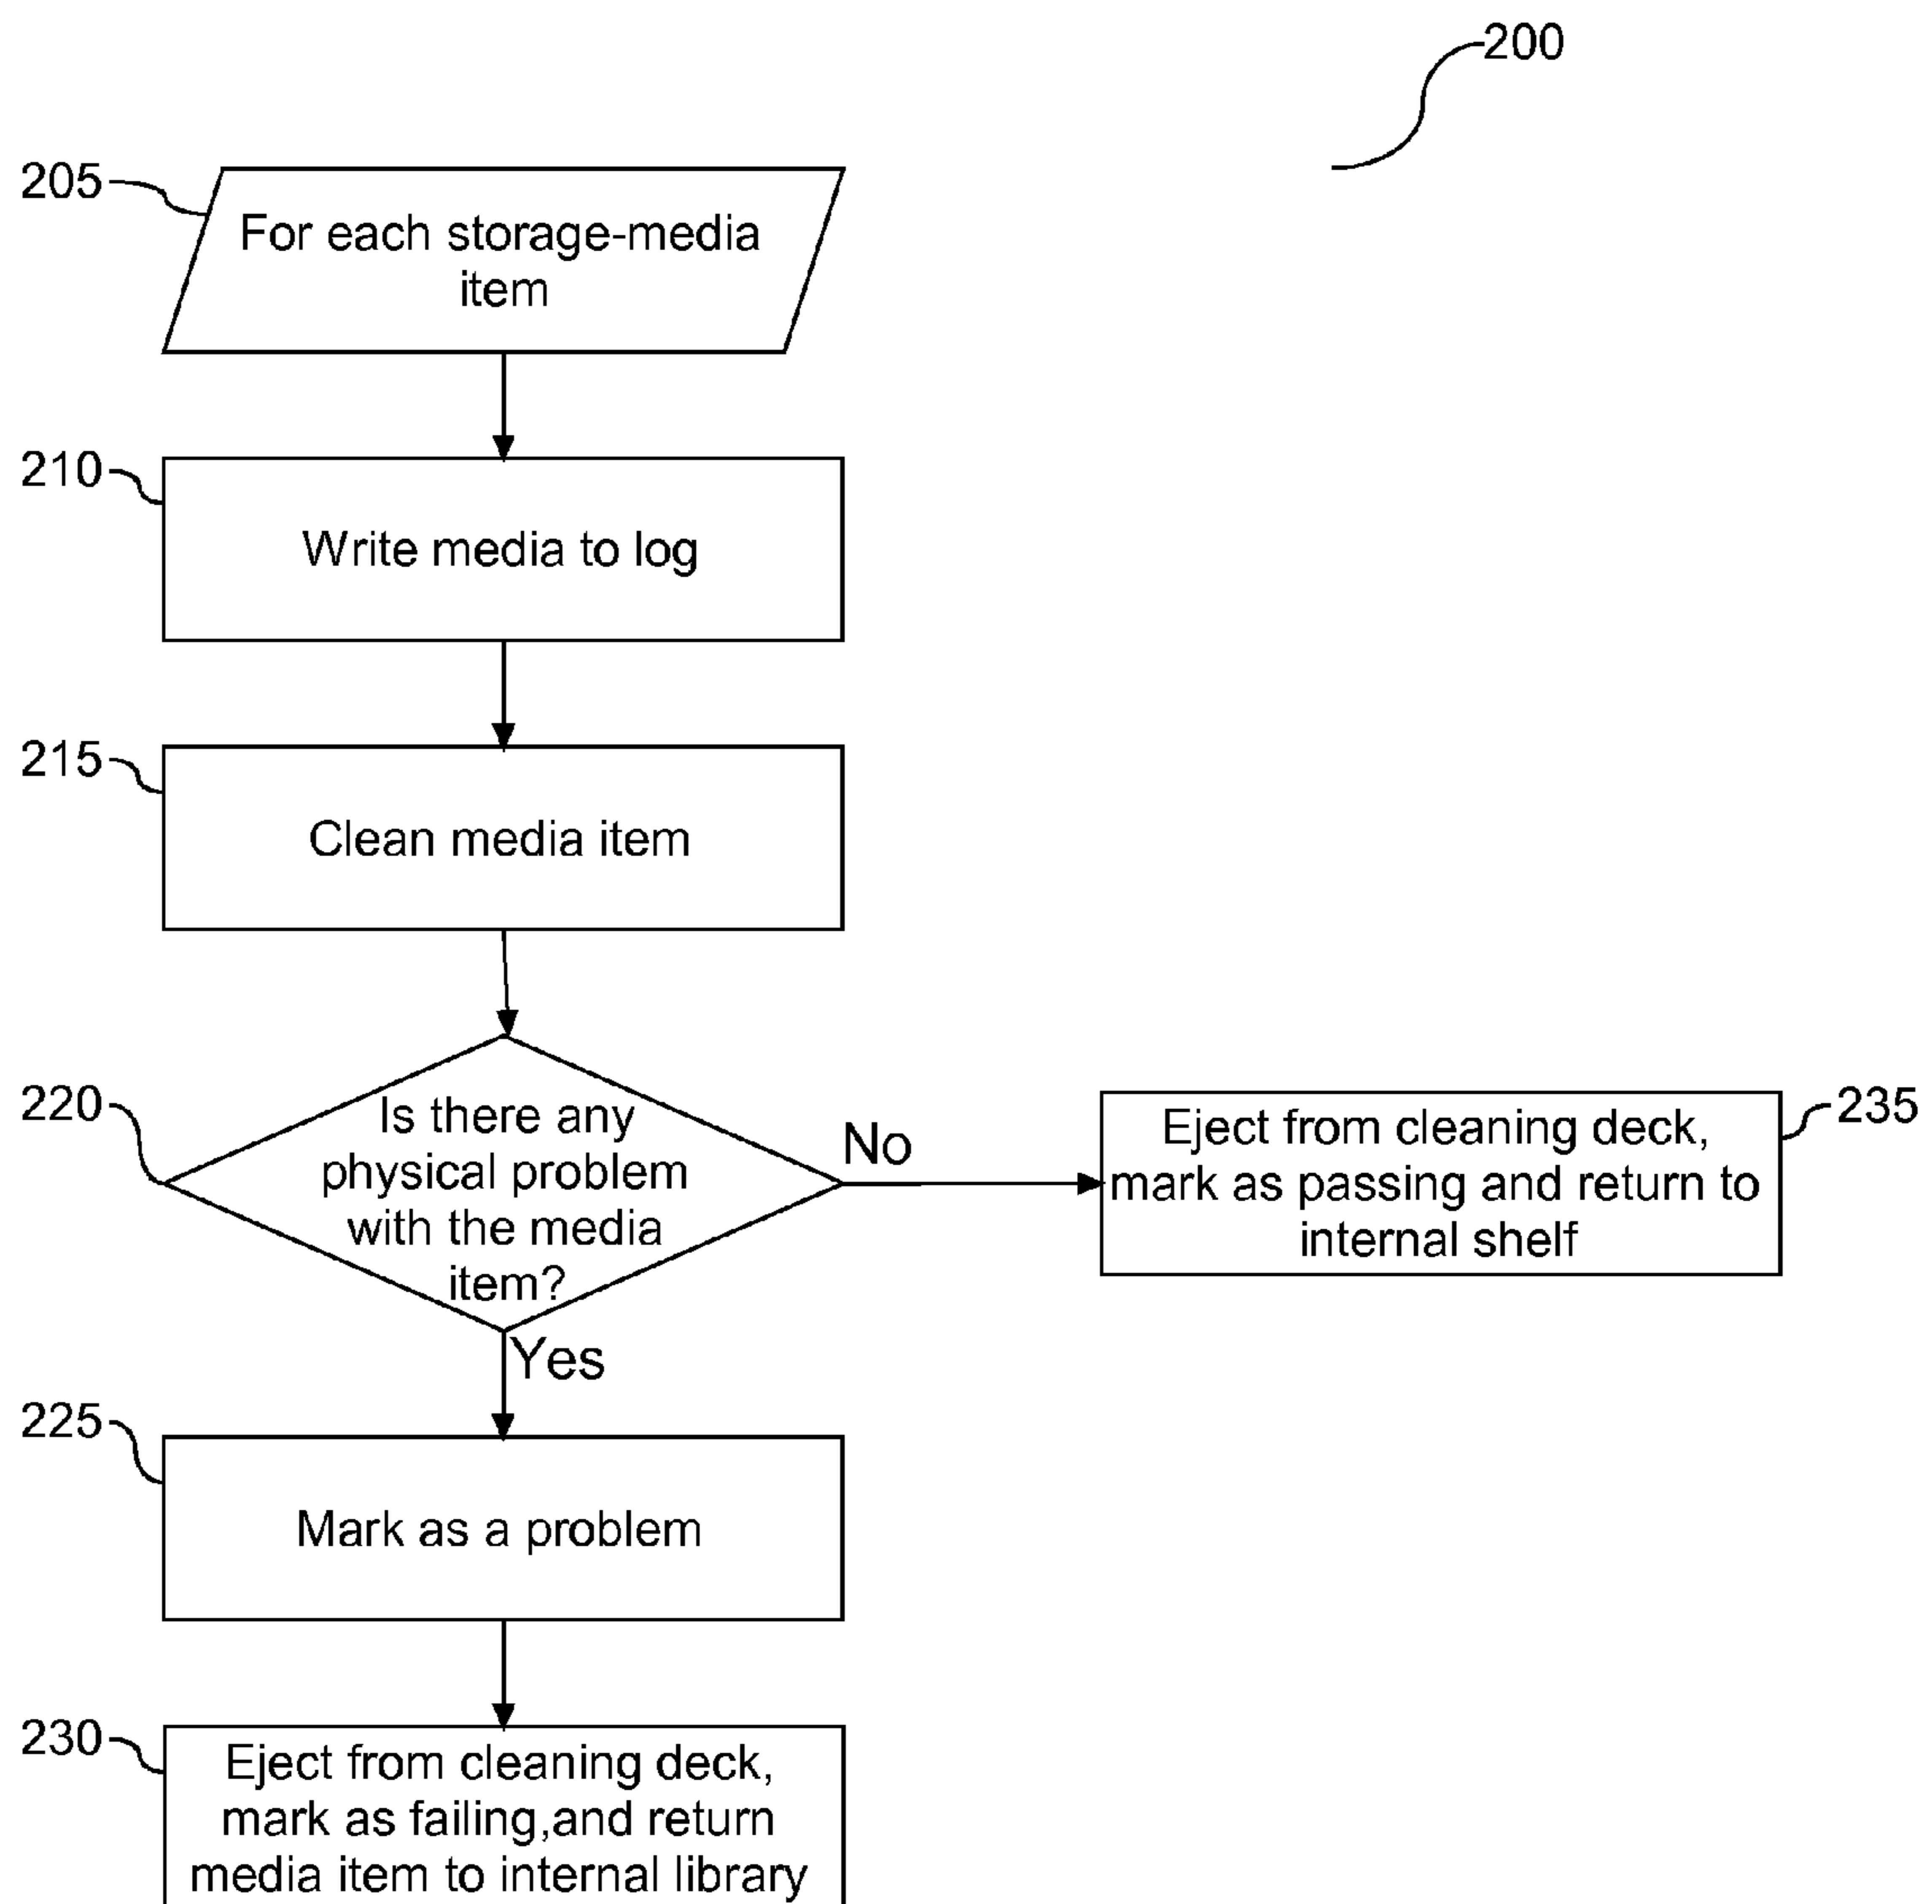 200
205
For each storage-media
item
210
Write media to log
215
Clean media item
220
Is there any
physical problem
with the media
item?
No
235
Eject from cleaning deck,
mark as passing and return to
internal shelf
Yes
225
Mark as a problem
230
Eject from cleaning deck,
mark as failing,and return
media item to internal library